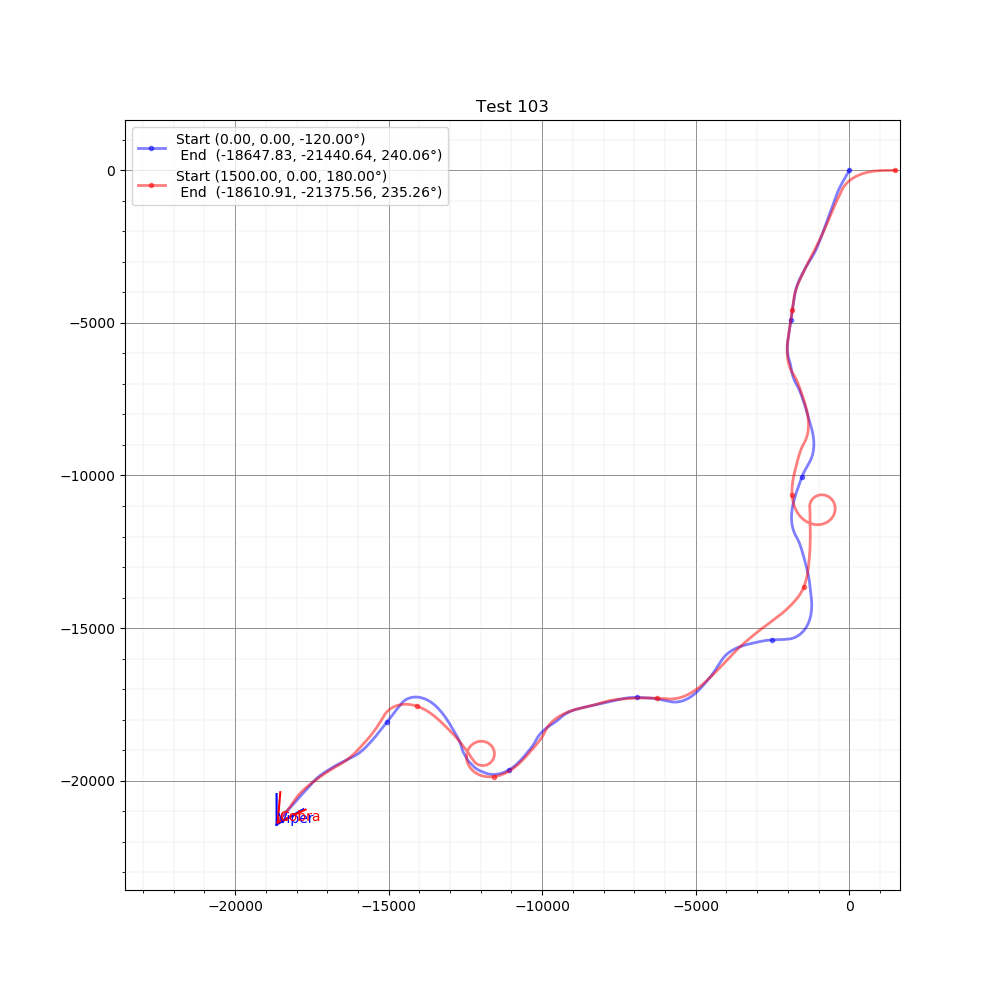 Test 103
Start (0.00, 0.00, -120.00°)
End  (-18647.83, -21440.64, 240.06°)
Start (1500.00, 0.00, 180.00°)
End  (-18610.91, -21375.56, 235.26°)
0
−5000
−10000
−15000
−20000
−20000
−15000
−10000
−5000
0